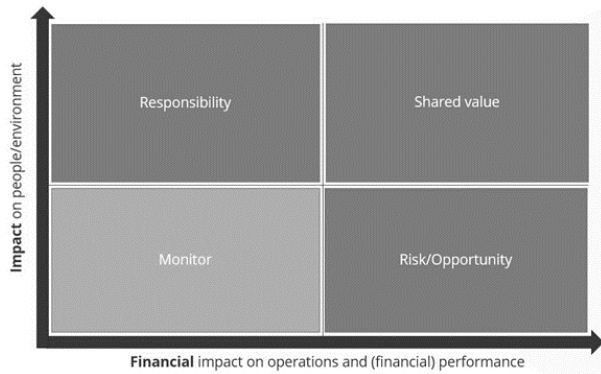 Impact on people/environment
Responsibility
Shared value
Monitor
Risk/Opportunity
Financial impact on operations and (financial) performance